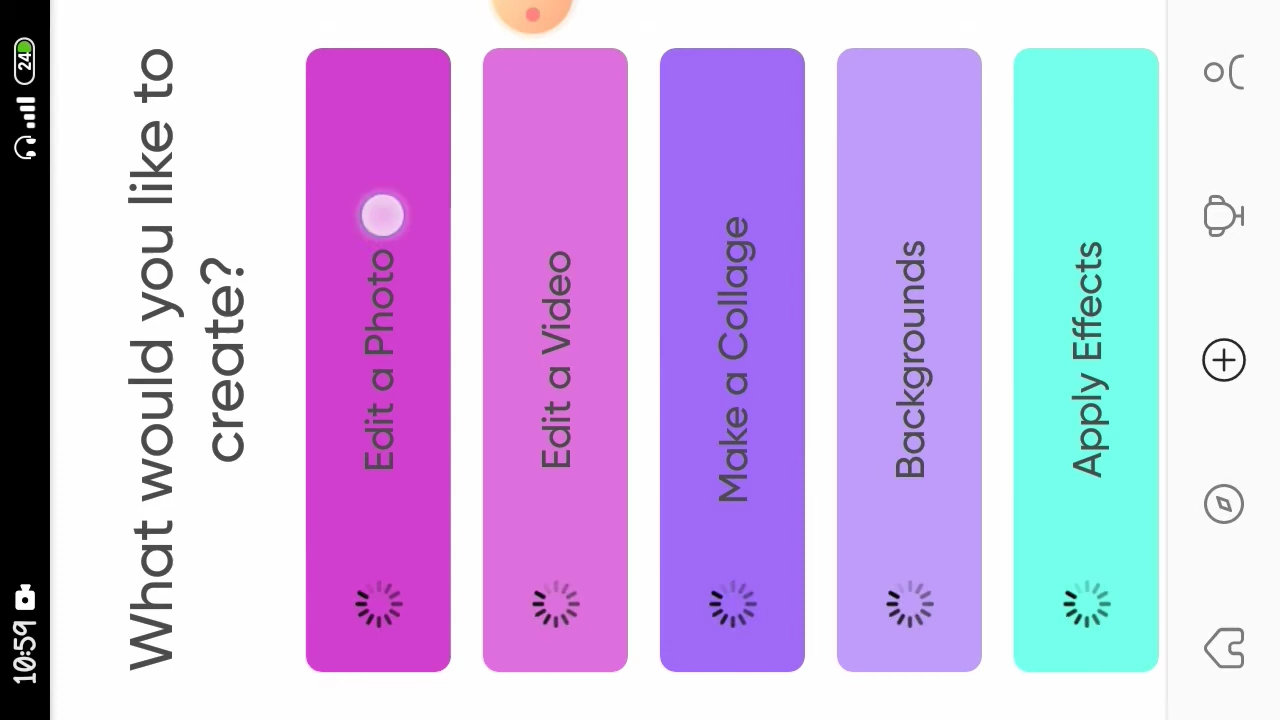 10:59
24
What would you like to
create?
Edit a Photo
Edit a Video
Make a Collage
Backgrounds
Apply Effects